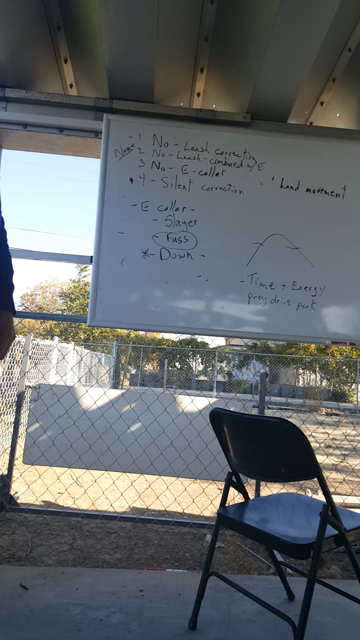 - 1 No - Leash correction
2 No - Leash - combined w/ E
3 No - E-collar
4 - Silent correction
" hand movement
- E collar -
- Slayer
- Fuss
* - Down -
- Time + Energy
prey drive peak